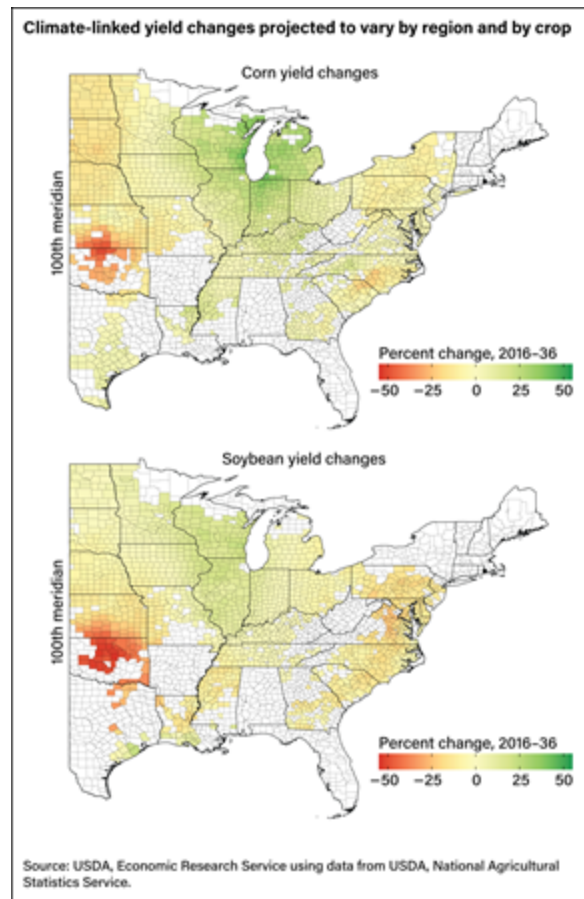 Climate-linked yield changes projected to vary by region and by crop
Corn yield changes
100th meridian
Percent change, 2016–36
−50 −25 0 25 50
Soybean yield changes
100th meridian
Percent change, 2016–36
−50 −25 0 25 50
Source: USDA, Economic Research Service using data from USDA, National Agricultural
Statistics Service.